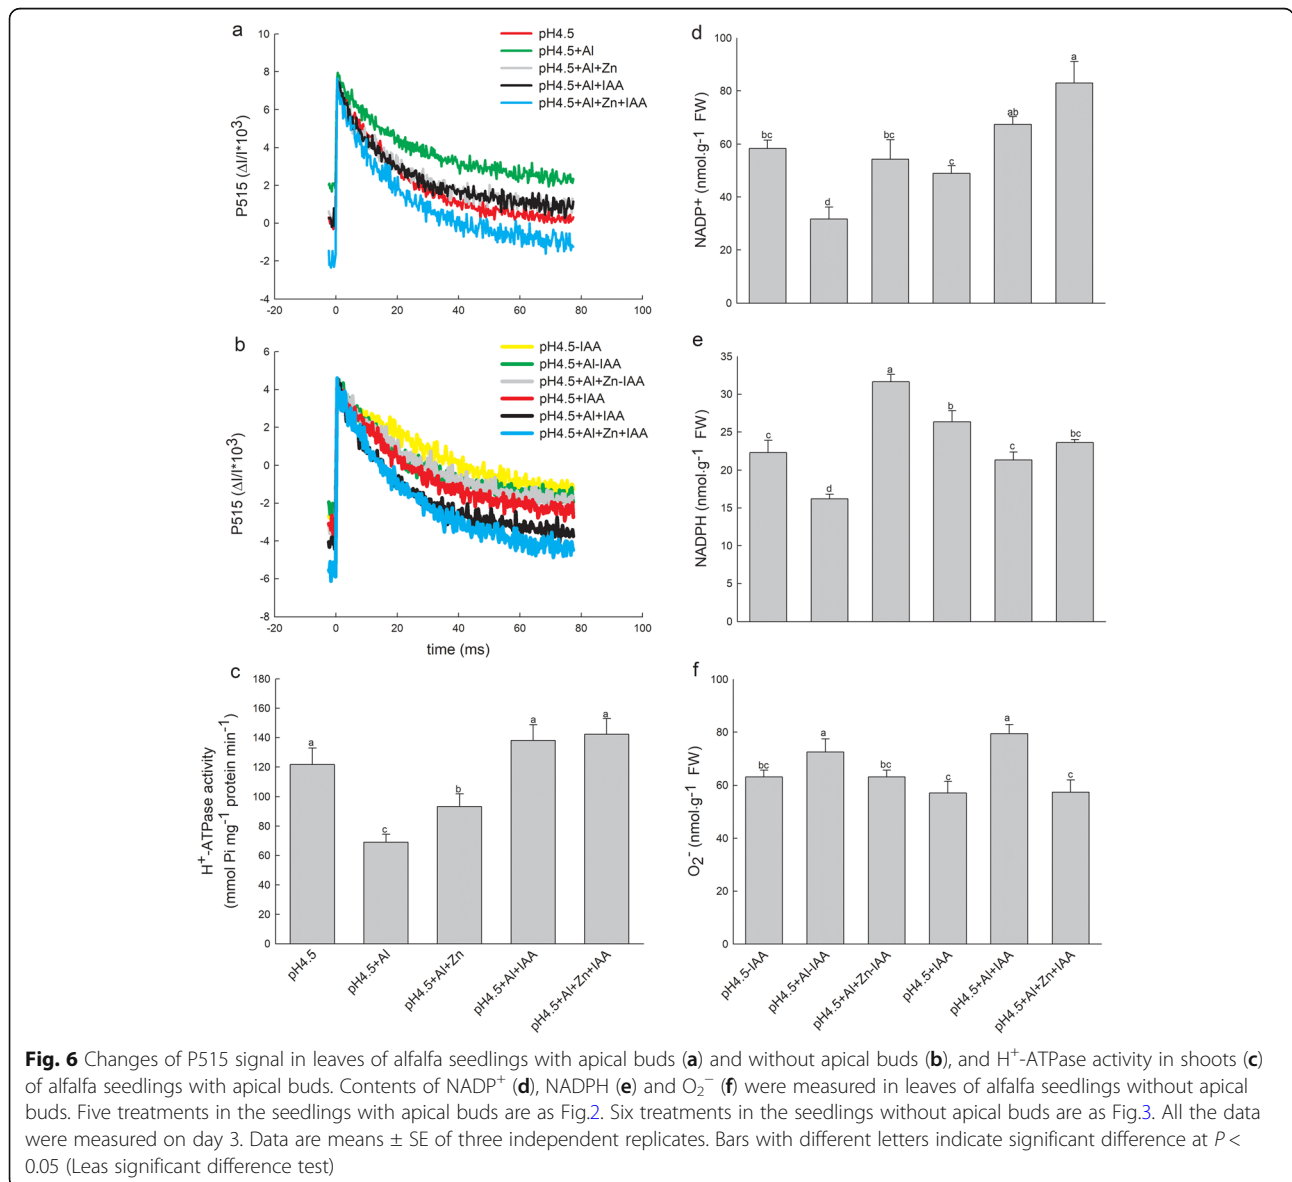 a
10
8
6
4
2
0
-2
-4
P515 (ΔI/I*10³)
-20 0 20 40 60 80 100
pH4.5
pH4.5+Al
pH4.5+Al+Zn
pH4.5+Al+IAA
pH4.5+Al+Zn+IAA
b
6
4
2
0
-2
-4
-6
-8
P515 (ΔI/I*10³)
-20 0 20 40 60 80 100
time (ms)
pH4.5-IAA
pH4.5+Al-IAA
pH4.5+Al+Zn-IAA
pH4.5+IAA
pH4.5+Al+IAA
pH4.5+Al+Zn+IAA
c
180
160
140
120
100
80
60
40
20
0
H⁺-ATPase activity
(mmol Pi mg⁻¹ protein min⁻¹)
a c b a a
pH4.5
pH4.5+Al
pH4.5+Al+Zn
pH4.5+Al+IAA
pH4.5+Al+Zn+IAA
d
100
80
60
40
20
0
NADP+ (nmol.g-1 FW)
bc d bc c ab a
e
35
30
25
20
15
10
5
0
NADPH (nmol.g-1 FW)
c d a b c bc
f
100
80
60
40
20
0
O₂⁻ (nmol.g-1 FW)
bc a bc c a c
pH4.5-IAA
pH4.5+Al-IAA
pH4.5+Al+Zn-IAA
pH4.5+IAA
pH4.5+Al+IAA
pH4.5+Al+Zn+IAA
Fig. 6 Changes of P515 signal in leaves of alfalfa seedlings with apical buds (a) and without apical buds (b), and H⁺-ATPase activity in shoots (c)
of alfalfa seedlings with apical buds. Contents of NADP⁺ (d), NADPH (e) and O₂⁻ (f) were measured in leaves of alfalfa seedlings without apical
buds. Five treatments in the seedlings with apical buds are as Fig.2. Six treatments in the seedlings without apical buds are as Fig.3. All the data
were measured on day 3. Data are means ± SE of three independent replicates. Bars with different letters indicate significant difference at P <
0.05 (Leas significant difference test)